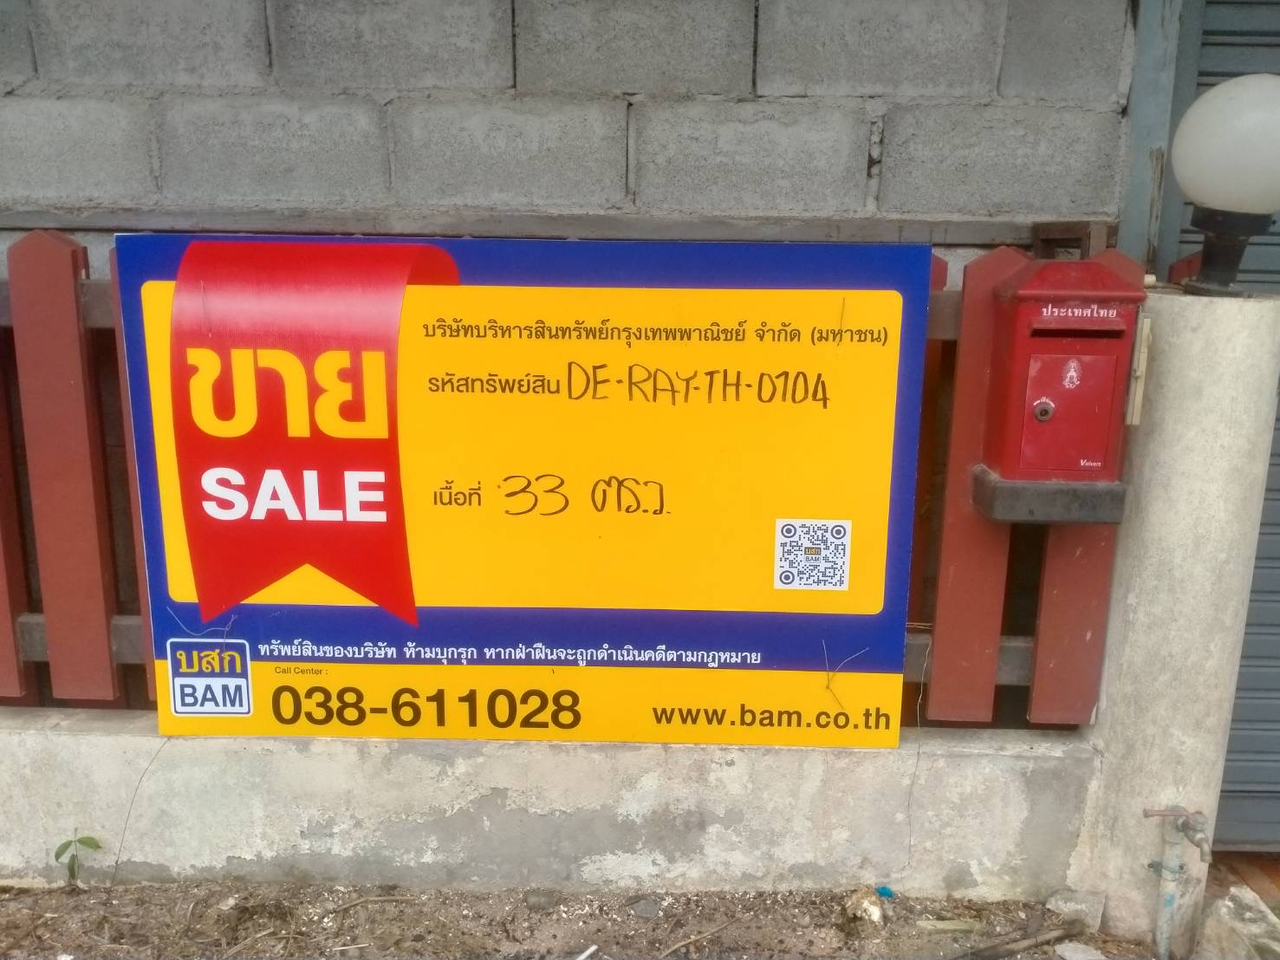 ขาย
SALE
บริษัทบริหารสินทรัพย์กรุงเทพพาณิชย์ จำกัด (มหาชน)
รหัสทรัพย์สิน DE-RAY-TH-0104
เนื้อที่ 33 ตร.ว.
บสก
BAM
บสก
BAM
ทรัพย์สินของบริษัท ห้ามบุกรุก หากฝ่าฝืนจะถูกดำเนินคดีตามกฎหมาย
Call Center :
038-611028
www.bam.co.th
ประเทศไทย